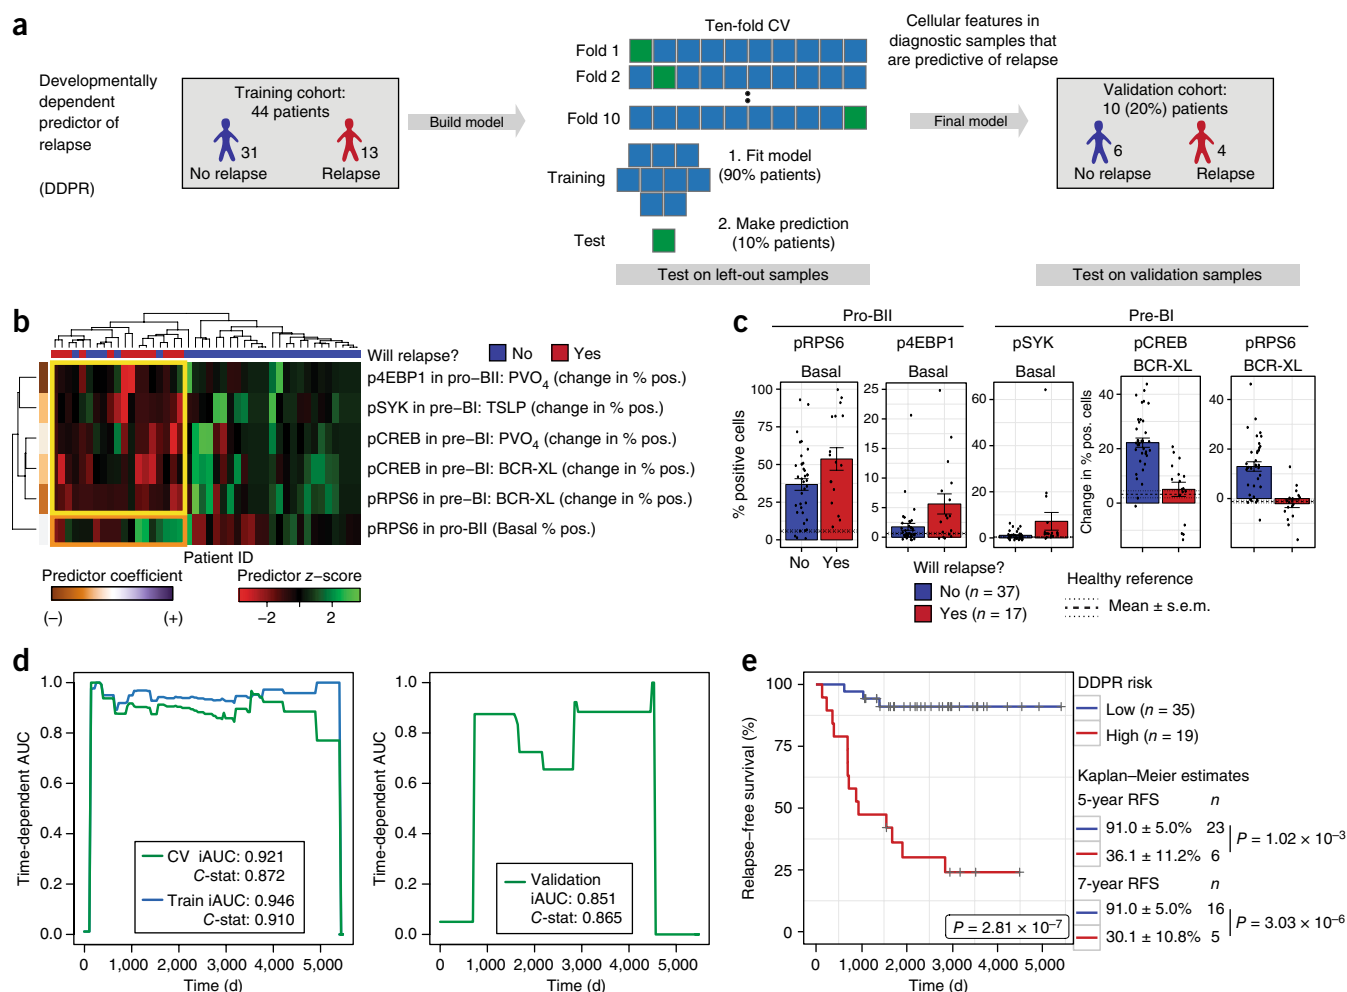 a
Developmentally
dependent
predictor of
relapse
(DDPR)
Training cohort:
44 patients
31
No relapse
13
Relapse
Build model
Ten-fold CV
Fold 1
Fold 2
Fold 10
Training
1. Fit model
(90% patients)
Test
2. Make prediction
(10% patients)
Test on left-out samples
Cellular features in
diagnostic samples that
are predictive of relapse
Final model
Validation cohort:
10 (20%) patients
6
No relapse
4
Relapse
Test on validation samples
b
Will relapse? No Yes
p4EBP1 in pro−BII: PVO4 (change in % pos.)
pSYK in pre−BI: TSLP (change in % pos.)
pCREB in pre−BI: PVO4 (change in % pos.)
pCREB in pre−BI: BCR-XL (change in % pos.)
pRPS6 in pre−BI: BCR-XL (change in % pos.)
pRPS6 in pro−BII (Basal % pos.)
Patient ID
Predictor coefficient
(−) (+)
Predictor z−score
−2 2
c
Pro-BII
Pre-BI
pRPS6
Basal
p4EBP1
Basal
pSYK
Basal
pCREB
BCR-XL
pRPS6
BCR-XL
% positive cells
100
75
50
25
0
No Yes
25
20
15
10
5
0
60
40
20
0
Change in % pos. cells
40
20
0
40
20
0
Will relapse?
No (n = 37)
Yes (n = 17)
Healthy reference
Mean ± s.e.m.
d
Time-dependent AUC
1.0
0.8
0.6
0.4
0.2
0.0
CV iAUC: 0.921
C-stat: 0.872
Train iAUC: 0.946
C-stat: 0.910
0 1,000 2,000 3,000 4,000 5,000
Time (d)
Time-dependent AUC
1.0
0.8
0.6
0.4
0.2
0.0
Validation
iAUC: 0.851
C-stat: 0.865
0 1,000 2,000 3,000 4,000 5,000
Time (d)
e
Relapse–free survival (%)
100
75
50
25
0
P = 2.81 × 10−7
0 1,000 2,000 3,000 4,000 5,000
Time (d)
DDPR risk
Low (n = 35)
High (n = 19)
Kaplan–Meier estimates
5-year RFS n
91.0 ± 5.0% 23
36.1 ± 11.2% 6
P = 1.02 × 10−3
7-year RFS n
91.0 ± 5.0% 16
30.1 ± 10.8% 5
P = 3.03 × 10−6